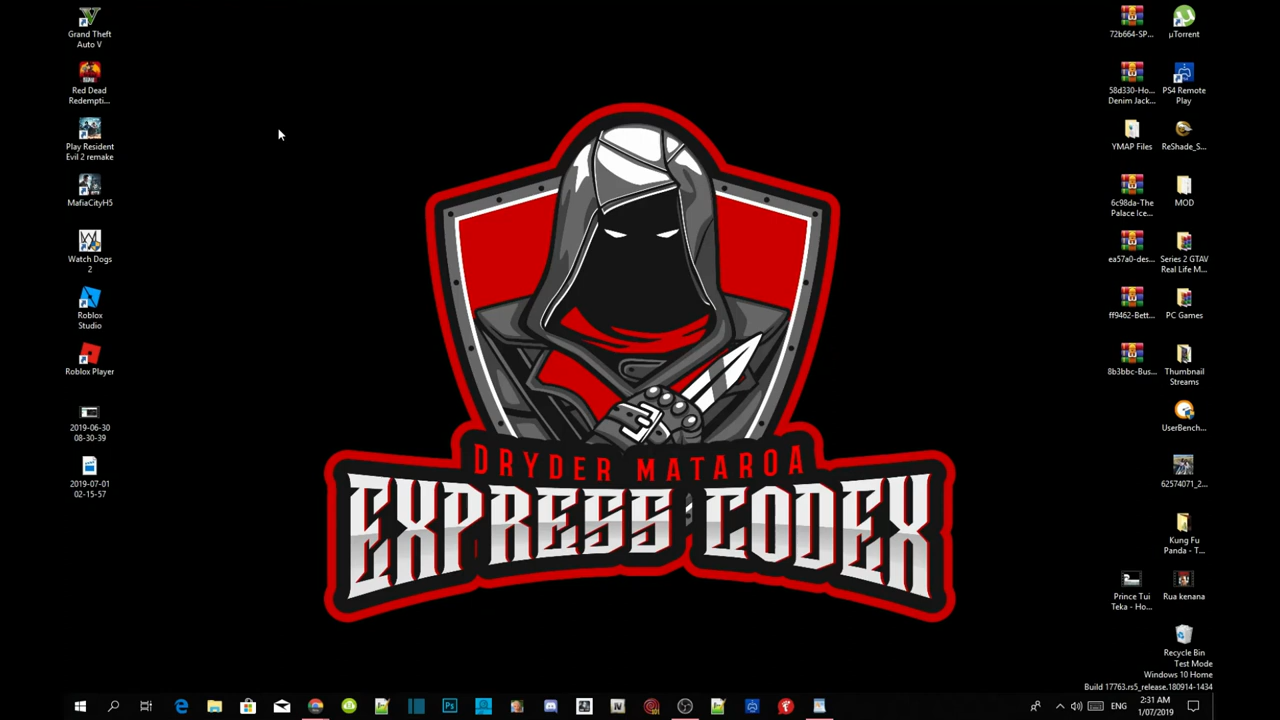 Grand Theft
Auto V
Red Dead
Redempti...
Play Resident
Evil 2 remake
MafiaCityH5
Watch Dogs
2
Roblox
Studio
Roblox Player
2019-06-30
08-30-39
2019-07-01
02-15-57
DRYDER MATAROA
EXPRESS CODEX
72b664-SP...
µTorrent
58d330-Ho...
Denim Jack...
PS4 Remote
Play
YMAP Files
ReShade_S...
6c98da-The
Palace Ice...
MOD
ea57a0-des...
Series 2 GTAV
Real Life M...
ff9462-Bett...
PC Games
8b3bbc-Bus...
Thumbnail
Streams
UserBench...
62574071_2...
Kung Fu
Panda - T...
Prince Tui
Teka - Ho...
Rua kenana
Recycle Bin
Test Mode
Windows 10 Home
Build 17763.rs5_release.180914-1434
Ps
IV
ENG
2:31 AM
1/07/2019